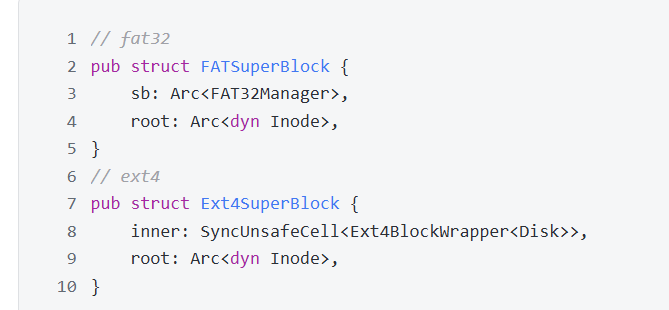 1 // fat32
2 pub struct FATSuperBlock {
3     sb: Arc<FAT32Manager>,
4     root: Arc<dyn Inode>,
5 }
6 // ext4
7 pub struct Ext4SuperBlock {
8     inner: SyncUnsafeCell<Ext4BlockWrapper<Disk>>,
9     root: Arc<dyn Inode>,
10 }